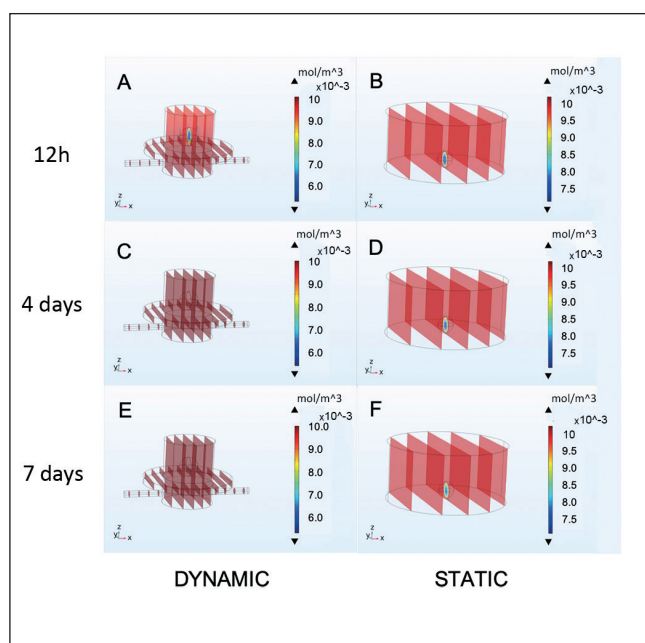 mol/m^3 mol/m^3
A x10^-3 B x10^-3
10 10
9.0 9.5
8.0 9.0
12h 8.5
7.0 8.0
6.0 7.5
z z
y x y x
mol/m^3 mol/m^3
C x10^-3 D x10^-3
10 10
9.0 9.5
8.0 9.0
4 days 8.5
7.0 8.0
6.0 7.5
z z
y x y x
mol/m^3 mol/m^3
E x10^-3 F x10^-3
10.0 10
9.0 9.5
8.0 9.0
7 days 8.5
7.0 8.0
6.0 7.5
z z
y x y x
DYNAMIC STATIC